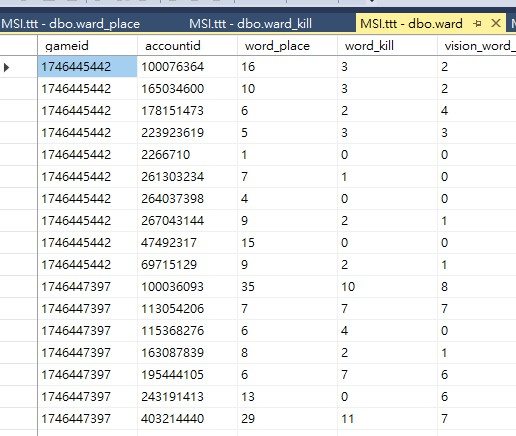 MSI.ttt - dbo.ward_place MSI.ttt - dbo.ward_kill MSI.ttt - dbo.ward
gameid accountid word_place word_kill vision_word_
1746445442 100076364 16 3 2
1746445442 165034600 10 3 2
1746445442 178151473 6 2 4
1746445442 223923619 5 3 3
1746445442 2266710 1 0 0
1746445442 261303234 7 1 0
1746445442 264037398 4 0 0
1746445442 267043144 9 2 1
1746445442 47492317 15 0 0
1746445442 69715129 9 2 1
1746447397 100036093 35 10 8
1746447397 113054206 7 7 7
1746447397 115368276 6 4 0
1746447397 163087839 8 2 1
1746447397 195444105 6 7 6
1746447397 243191413 13 0 6
1746447397 403214440 29 11 7